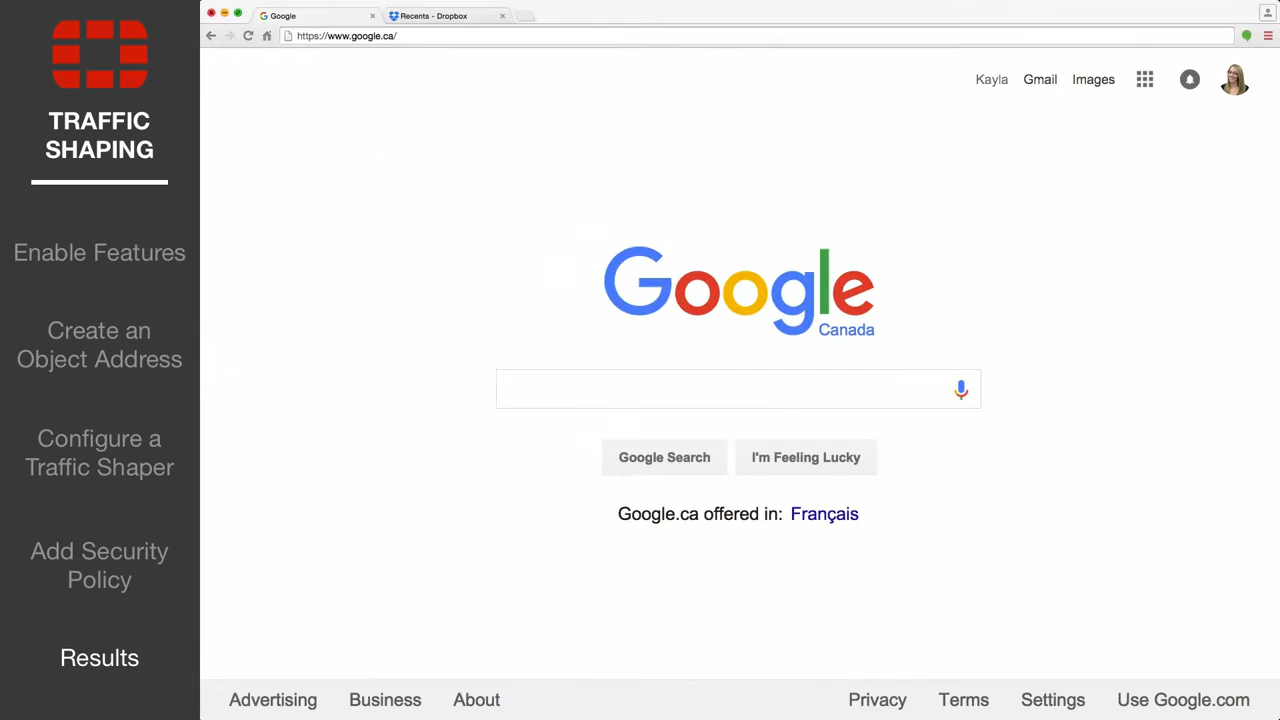 TRAFFIC
SHAPING
Enable Features
Create an
Object Address
Configure a
Traffic Shaper
Add Security
Policy
Results
Google
Recents - Dropbox
https://www.google.ca/
Kayla Gmail Images
Google
Canada
Google Search I'm Feeling Lucky
Google.ca offered in: Français
Advertising Business About Privacy Terms Settings Use Google.com